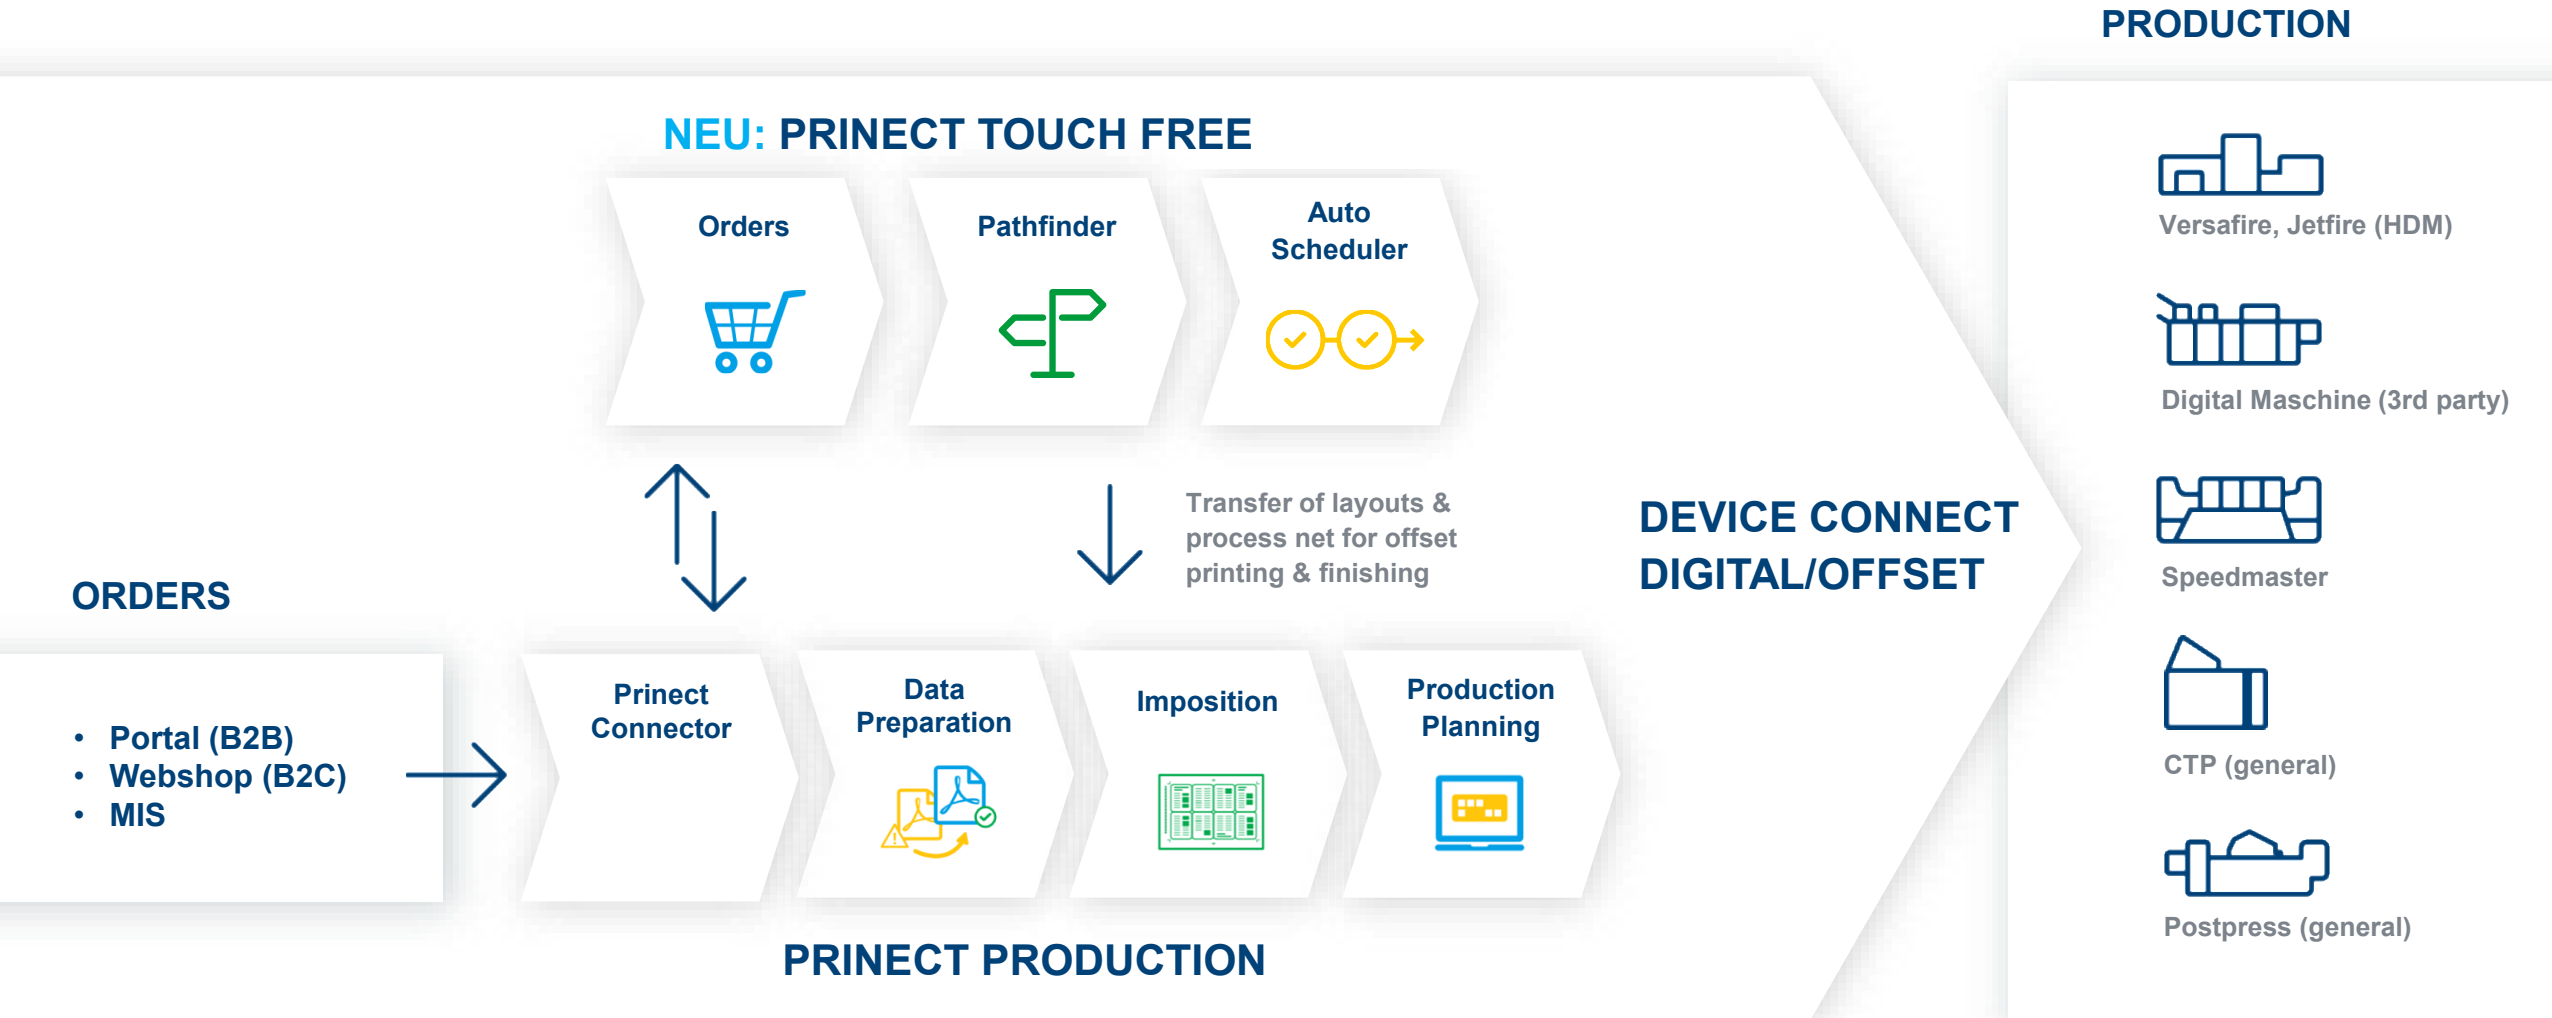 PRODUCTION
NEU: PRINECT TOUCH FREE
Orders
Pathfinder
Auto
Scheduler
Versafire, Jetfire (HDM)
Digital Maschine (3rd party)
Transfer of layouts &
process net for offset
printing & finishing
DEVICE CONNECT
DIGITAL/OFFSET
Speedmaster
ORDERS
• Portal (B2B)
• Webshop (B2C)
• MIS
Prinect
Connector
Data
Preparation
Imposition
Production
Planning
CTP (general)
Postpress (general)
PRINECT PRODUCTION